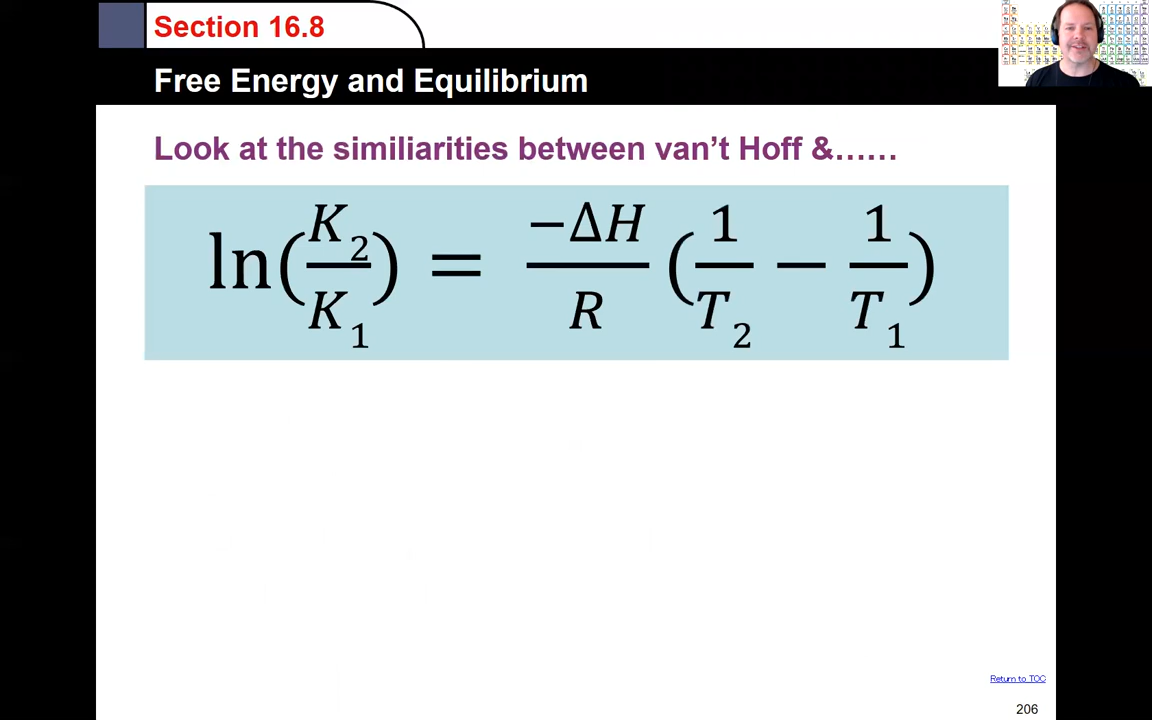 Section 16.8
Free Energy and Equilibrium
Look at the similiarities between van’t Hoff &……
ln(K₂/K₁) = −ΔH/R (1/T₂ − 1/T₁)
Return to TOC
206